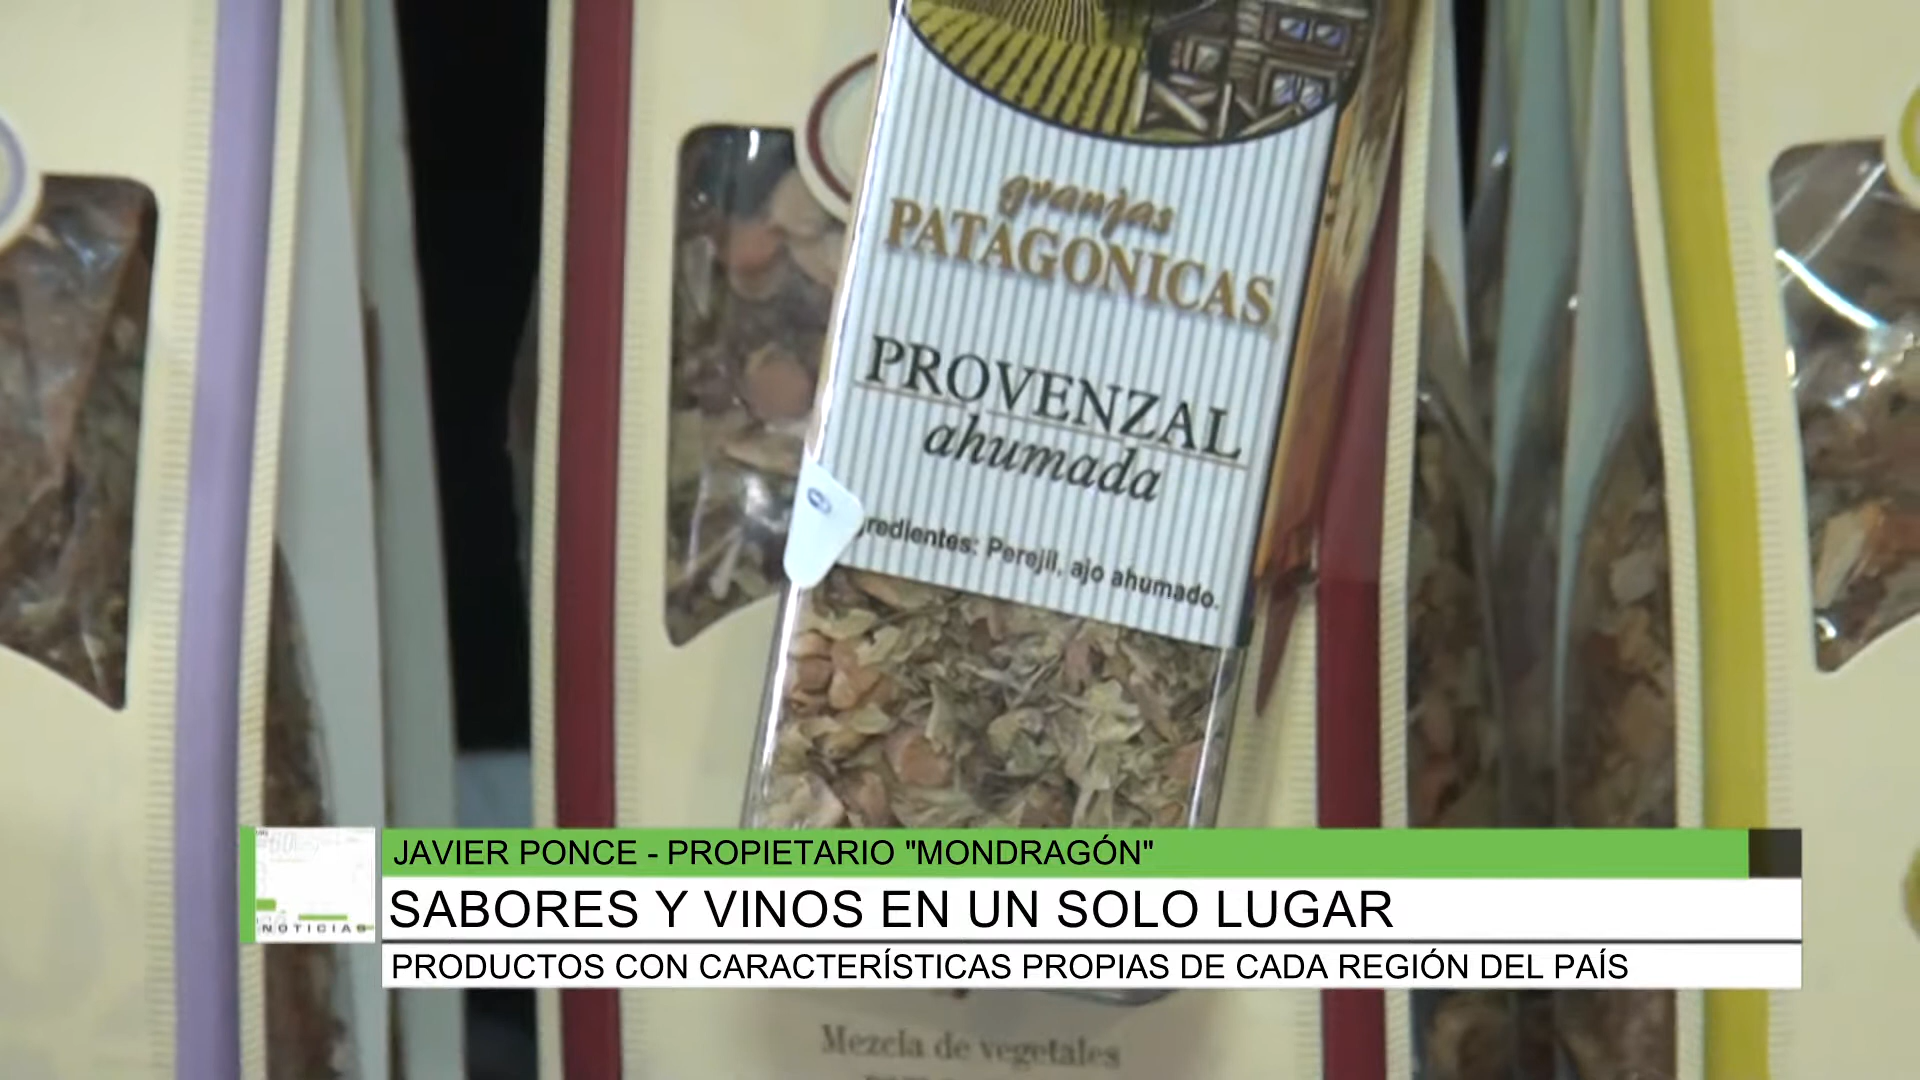 granjas
PATAGONICAS
PROVENZAL
ahumada
gredientes: Perejil, ajo ahumado.
JAVIER PONCE - PROPIETARIO "MONDRAGÓN"
SABORES Y VINOS EN UN SOLO LUGAR
NOTICIAS
PRODUCTOS CON CARACTERÍSTICAS PROPIAS DE CADA REGIÓN DEL PAÍS
Mezcla de vegetales